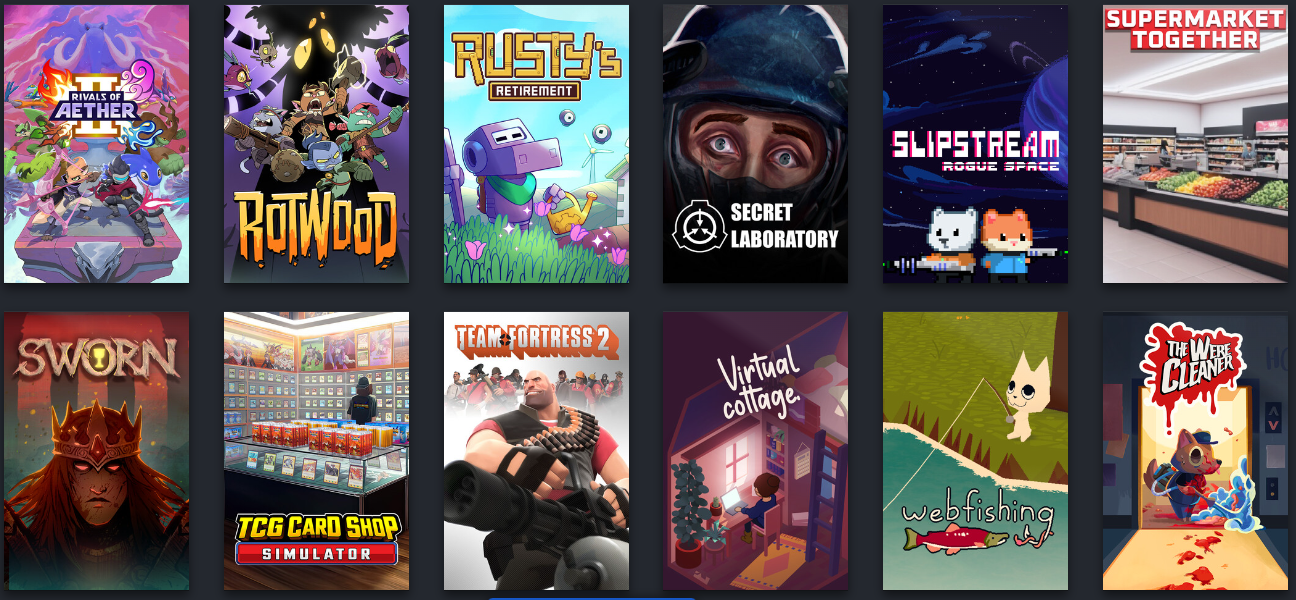 RIVALS OF
AETHER
II
ROTWOOD
RUSTY's
RETIREMENT
SECRET
LABORATORY
SLIPSTREAM
ROGUE SPACE
SUPERMARKET
TOGETHER
SWORN
TCG CARD SHOP
SIMULATOR
TEAM FORTRESS 2
Virtual
cottage.
webfishing
THE WERE
CLEANER